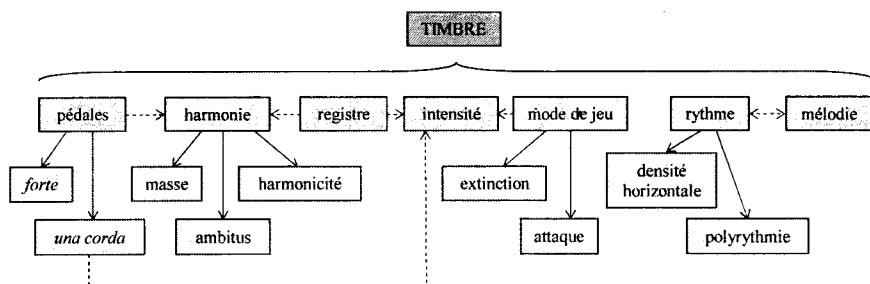 TIMBRE
pédales
harmonie
registre
intensité
mode de jeu
rythme
mélodie
forte
masse
harmonicité
extinction
densité
horizontale
una corda
ambitus
attaque
polyrythmie